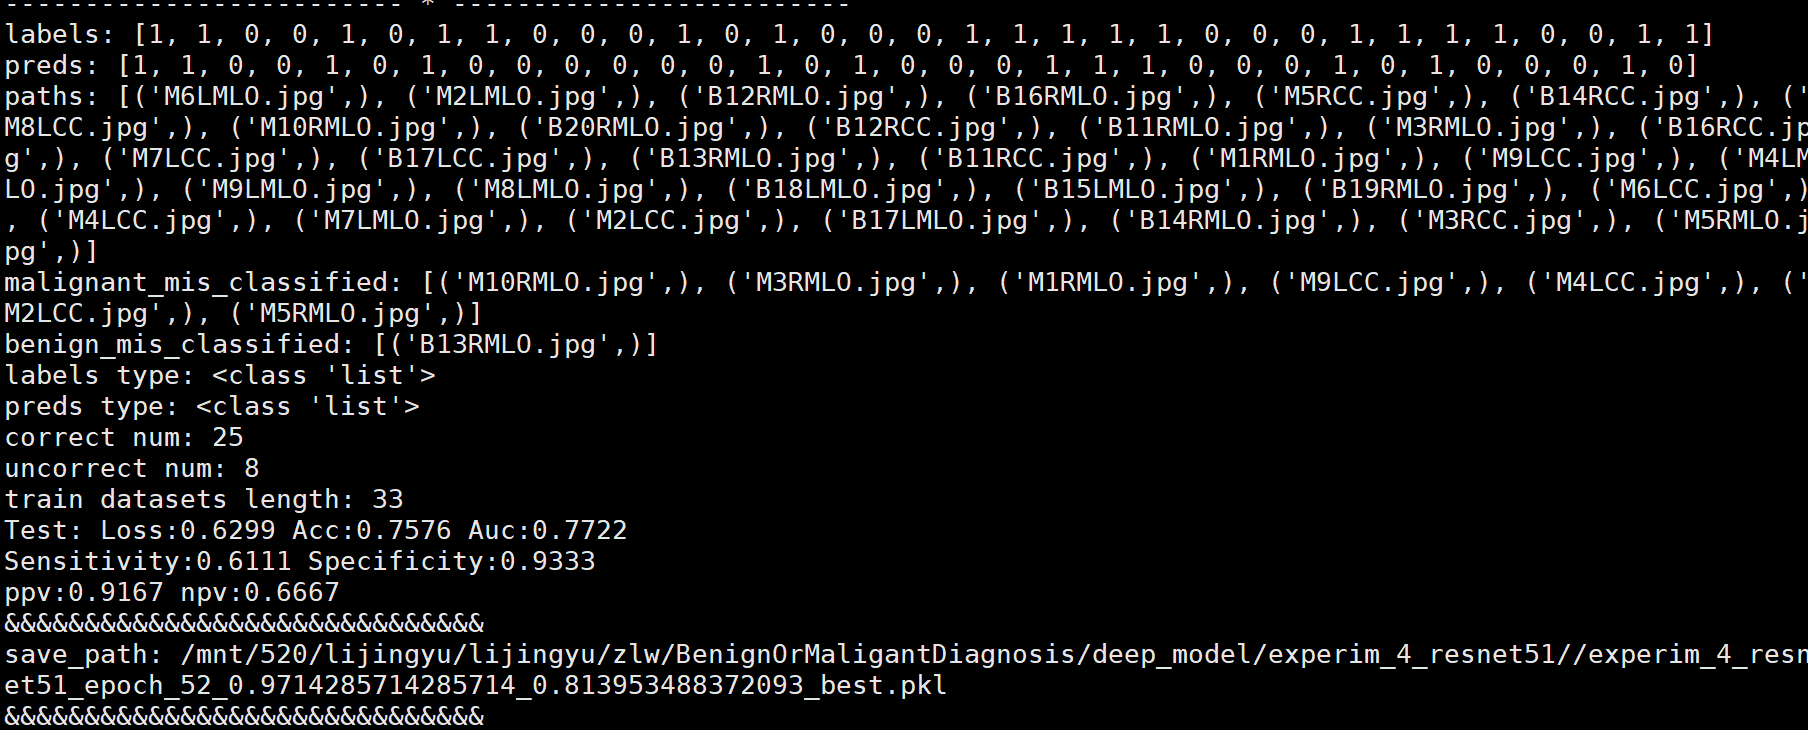 ------------------------- * -------------------------
labels: [1, 1, 0, 0, 1, 0, 1, 1, 0, 0, 0, 1, 0, 1, 0, 0, 0, 1, 1, 1, 1, 1, 0, 0, 0, 1, 1, 1, 1, 0, 0, 1, 1]
preds: [1, 1, 0, 0, 1, 0, 1, 0, 0, 0, 0, 0, 0, 1, 0, 1, 0, 0, 0, 1, 1, 1, 0, 0, 0, 1, 0, 1, 0, 0, 0, 1, 0]
paths: [('M6LMLO.jpg',), ('M2LMLO.jpg',), ('B12RMLO.jpg',), ('B16RMLO.jpg',), ('M5RCC.jpg',), ('B14RCC.jpg',), ('
M8LCC.jpg',), ('M10RMLO.jpg',), ('B20RMLO.jpg',), ('B12RCC.jpg',), ('B11RMLO.jpg',), ('M3RMLO.jpg',), ('B16RCC.jp
g',), ('M7LCC.jpg',), ('B17LCC.jpg',), ('B13RMLO.jpg',), ('B11RCC.jpg',), ('M1RMLO.jpg',), ('M9LCC.jpg',), ('M4LM
LO.jpg',), ('M9LMLO.jpg',), ('M8LMLO.jpg',), ('B18LMLO.jpg',), ('B15LMLO.jpg',), ('B19RMLO.jpg',), ('M6LCC.jpg',)
, ('M4LCC.jpg',), ('M7LMLO.jpg',), ('M2LCC.jpg',), ('B17LMLO.jpg',), ('B14RMLO.jpg',), ('M3RCC.jpg',), ('M5RMLO.j
pg',)]
malignant_mis_classified: [('M10RMLO.jpg',), ('M3RMLO.jpg',), ('M1RMLO.jpg',), ('M9LCC.jpg',), ('M4LCC.jpg',), ('
M2LCC.jpg',), ('M5RMLO.jpg',)]
benign_mis_classified: [('B13RMLO.jpg',)]
labels type: <class 'list'>
preds type: <class 'list'>
correct num: 25
uncorrect num: 8
train datasets length: 33
Test: Loss:0.6299 Acc:0.7576 Auc:0.7722
Sensitivity:0.6111 Specificity:0.9333
ppv:0.9167 npv:0.6667
&&&&&&&&&&&&&&&&&&&&&&&&&&&&&&
save_path: /mnt/520/lijingyu/lijingyu/zlw/BenignOrMaligantDiagnosis/deep_model/experim_4_resnet51//experim_4_resn
et51_epoch_52_0.9714285714285714_0.813953488372093_best.pkl
&&&&&&&&&&&&&&&&&&&&&&&&&&&&&&